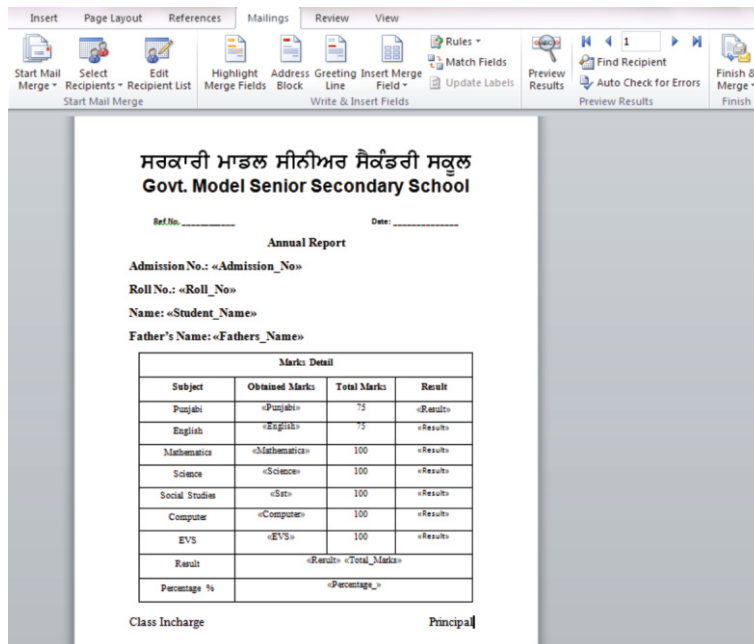 Insert Page Layout References Mailings Review View
Start Mail Merge Select Recipients Edit Recipient List Highlight Merge Fields Address Block Greeting Line Insert Merge Field Rules Match Fields Update Labels Preview Results 1 Find Recipient Auto Check for Errors Finish & Merge
Start Mail Merge Write & Insert Fields Preview Results Finish
ਸਰਕਾਰੀ ਮਾਡਲ ਸੀਨੀਅਰ ਸੈਕੰਡਰੀ ਸਕੂਲ
Govt. Model Senior Secondary School
Ref.No. ____________ Date: ______________
Annual Report
Admission No.: «Admission_No»
Roll No.: «Roll_No»
Name: «Student_Name»
Father's Name: «Fathers_Name»
Marks Detail
Subject Obtained Marks Total Marks Result
Punjabi «Punjabi» 75 «Result»
English «English» 75 «Result»
Mathematics «Mathematics» 100 «Result»
Science «Science» 100 «Result»
Social Studies «Sst» 100 «Result»
Computer «Computer» 100 «Result»
EVS «EVS» 100 «Result»
Result «Result» «Total_Marks»
Percentage % «Percentage_»
Class Incharge Principal